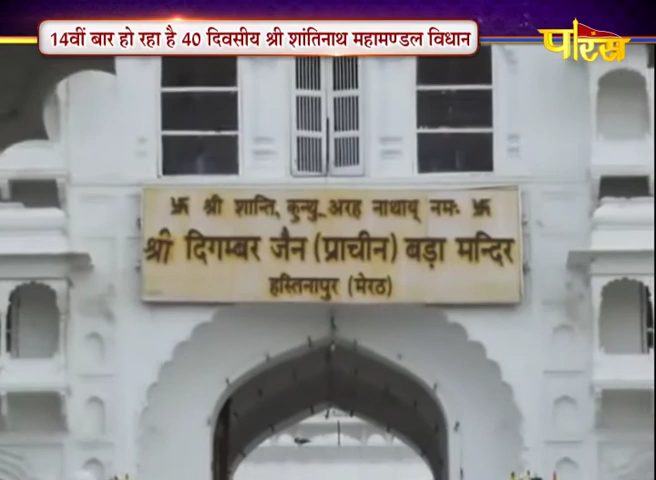 14वीं बार हो रहा है 40 दिवसीय श्री शांतिनाथ महामण्डल विधान
पारस
卐 श्री शान्ति, कुन्थु, अरह नाथाय् नमः 卐
श्री दिगम्बर जैन (प्राचीन) बड़ा मन्दिर
हस्तिनापुर (मेरठ)